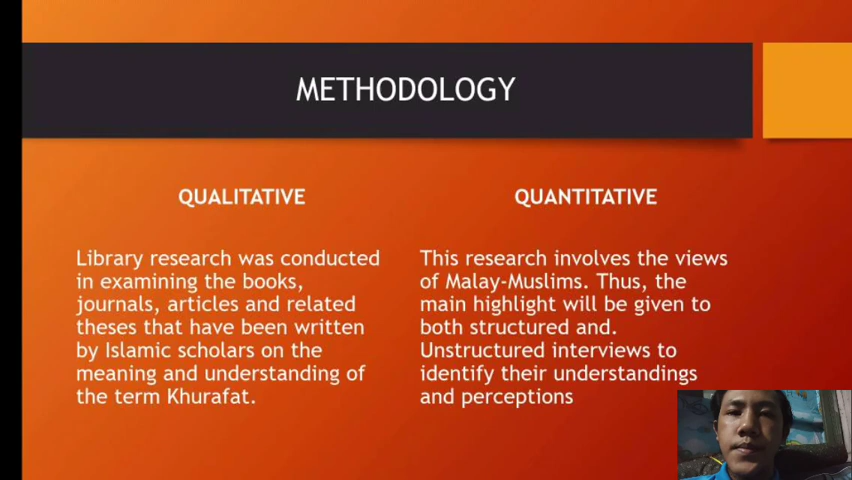 METHODOLOGY
QUALITATIVE
Library research was conducted
in examining the books,
journals, articles and related
theses that have been written
by Islamic scholars on the
meaning and understanding of
the term Khurafat.
QUANTITATIVE
This research involves the views
of Malay-Muslims. Thus, the
main highlight will be given to
both structured and.
Unstructured interviews to
identify their understandings
and perceptions